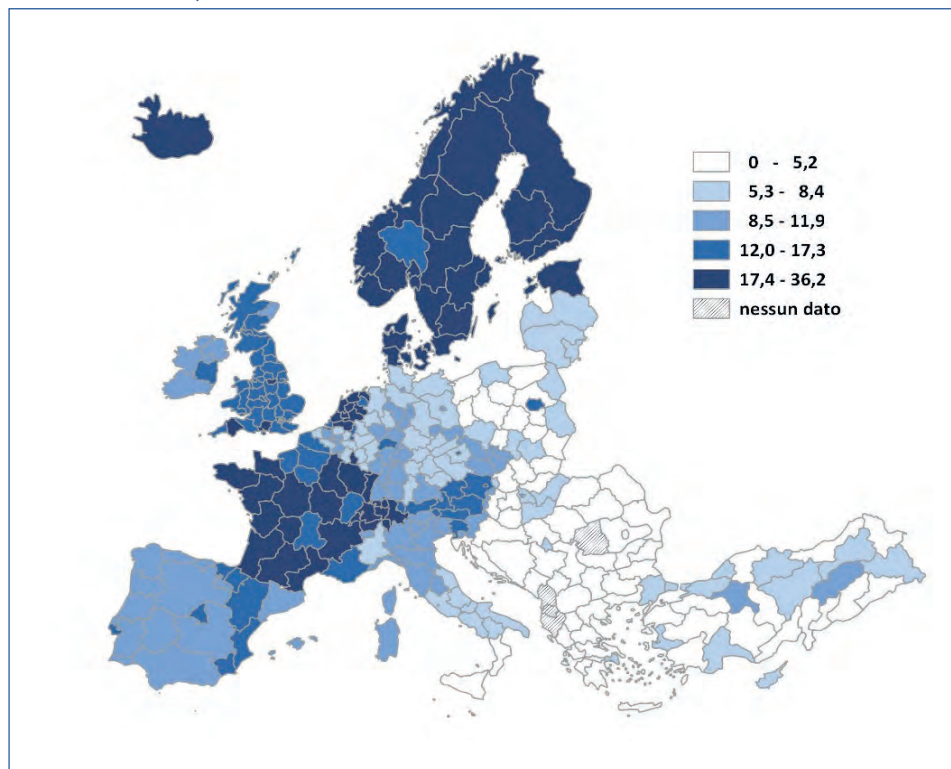 0 - 5,2
5,3 - 8,4
8,5 - 11,9
12,0 - 17,3
17,4 - 36,2
nessun dato